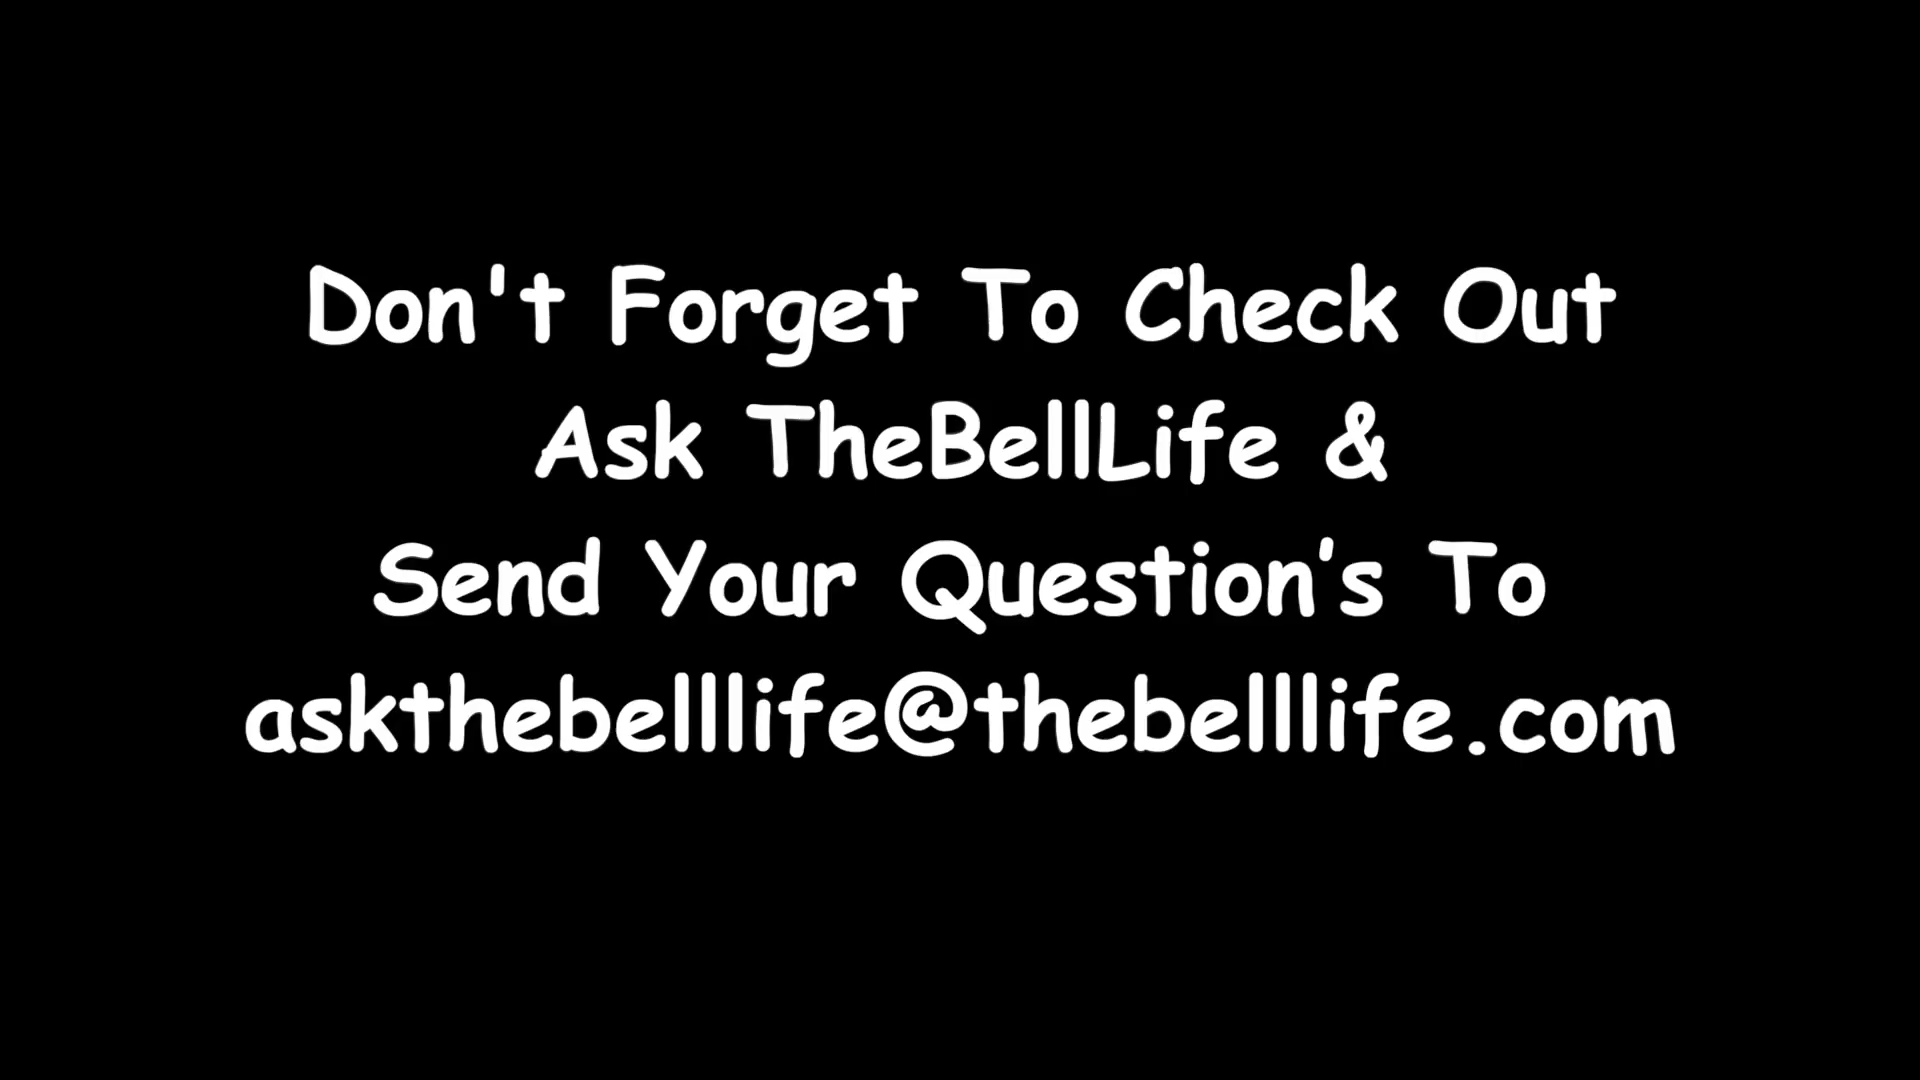 Don't Forget To Check Out
Ask TheBellLife &
Send Your Question’s To
askthebelllife@thebelllife.com